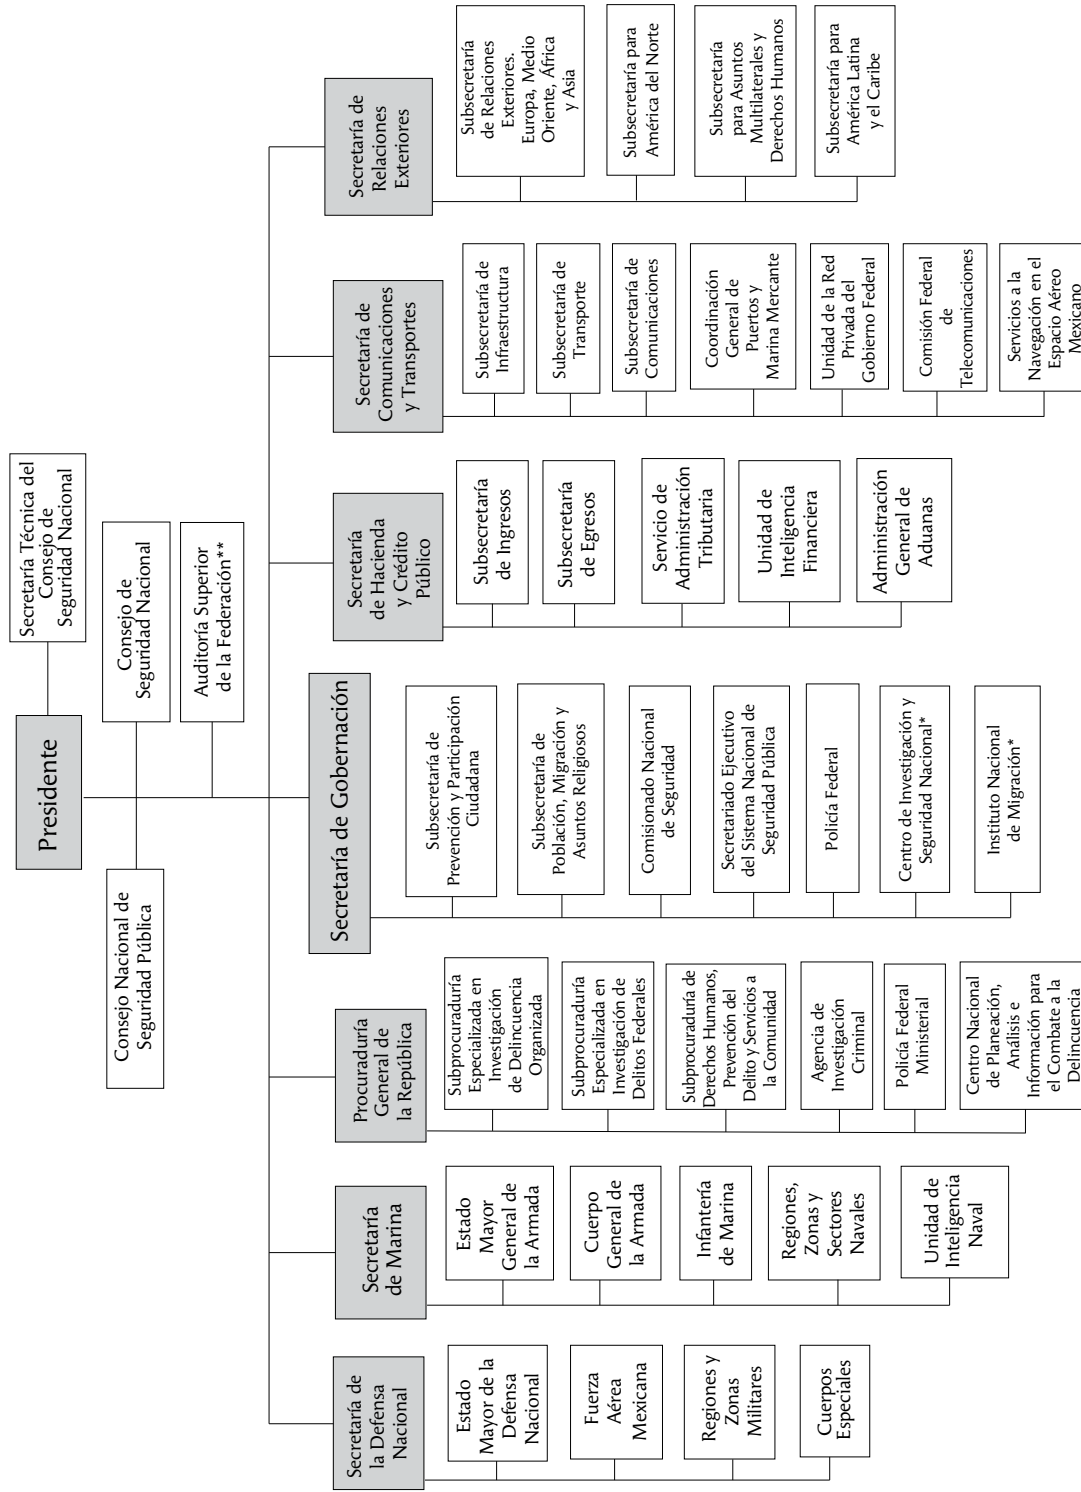 Presidente
Secretaría Técnica del
Consejo de
Seguridad Nacional
Consejo Nacional de
Seguridad Pública
Consejo de
Seguridad Nacional
Auditoría Superior
de la Federación**
Secretaría de
la Defensa
Nacional
Estado
Mayor de la
Defensa
Nacional
Fuerza
Aérea
Mexicana
Regiones y
Zonas
Militares
Cuerpos
Especiales
Secretaría
de Marina
Estado
Mayor
General de
la Armada
Cuerpo
General de
la Armada
Infantería
de Marina
Regiones,
Zonas y
Sectores
Navales
Unidad de
Inteligencia
Naval
Procuraduría
General de
la República
Subprocuraduría
Especializada en
Investigación
de Delincuencia
Organizada
Subprocuraduría
Especializada en
Investigación de
Delitos Federales
Subprocuraduría de
Derechos Humanos,
Prevención del
Delito y Servicios a
la Comunidad
Agencia de
Investigación
Criminal
Policía Federal
Ministerial
Centro Nacional
de Planeación,
Análisis e
Información para
el Combate a la
Delincuencia
Secretaría de Gobernación
Subsecretaría de
Prevención y Participación
Ciudadana
Subsecretaría de
Población, Migración y
Asuntos Religiosos
Comisionado Nacional
de Seguridad
Secretariado Ejecutivo
del Sistema Nacional de
Seguridad Pública
Policía Federal
Centro de Investigación y
Seguridad Nacional*
Instituto Nacional
de Migración*
Secretaría
de Hacienda
y Crédito
Público
Subsecretaría
de Ingresos
Subsecretaría
de Egresos
Servicio de
Administración
Tributaria
Unidad de
Inteligencia
Financiera
Administración
General de
Aduanas
Secretaría de
Comunicaciones
y Transportes
Subsecretaría de
Infraestructura
Subsecretaría de
Transporte
Subsecretaría de
Comunicaciones
Coordinación
General de
Puertos y
Marina Mercante
Unidad de la Red
Privada del
Gobierno Federal
Comisión Federal
de
Telecomunicaciones
Servicios a la
Navegación en el
Espacio Aéreo
Mexicano
Secretaría de
Relaciones
Exteriores
Subsecretaría
de Relaciones
Exteriores.
Europa, Medio
Oriente, África
y Asia
Subsecretaría para
América del Norte
Subsecretaría
para Asuntos
Multilaterales y
Derechos Humanos
Subsecretaría para
América Latina
y el Caribe